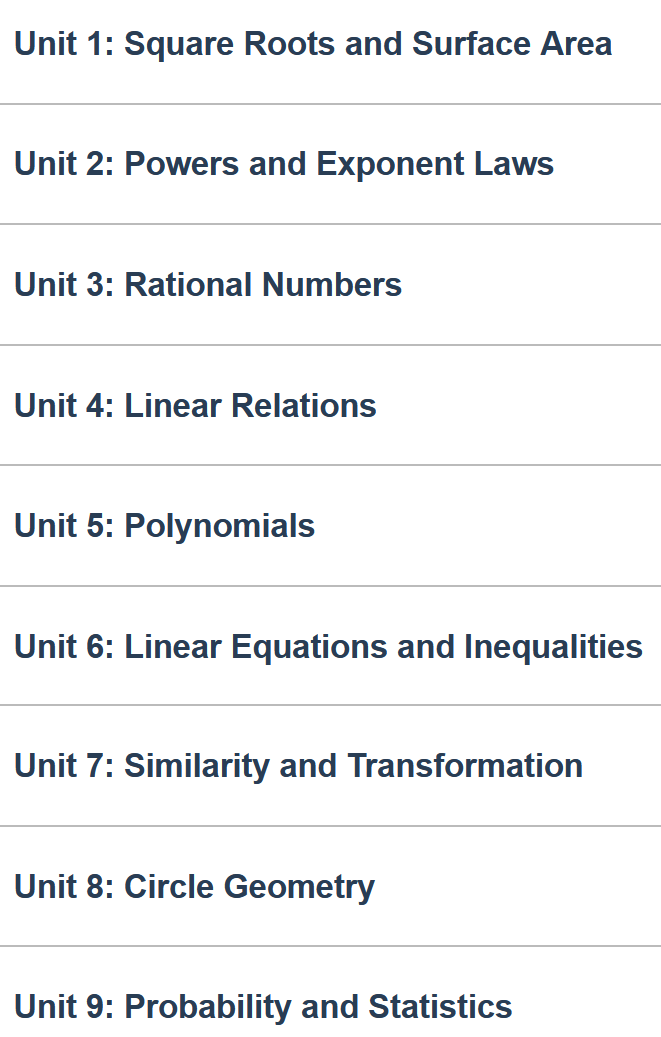 Unit 1: Square Roots and Surface Area
Unit 2: Powers and Exponent Laws
Unit 3: Rational Numbers
Unit 4: Linear Relations
Unit 5: Polynomials
Unit 6: Linear Equations and Inequalities
Unit 7: Similarity and Transformation
Unit 8: Circle Geometry
Unit 9: Probability and Statistics